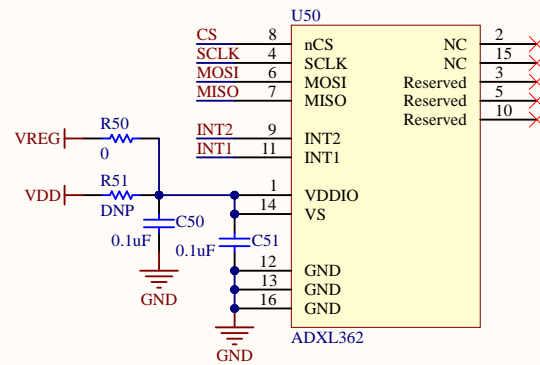 U50
CS 8 nCS NC 2
SCLK 4 SCLK NC 15
MOSI 6 MOSI Reserved 3
MISO 7 MISO Reserved 5
Reserved 10
R50
VREG
0
INT2 9 INT2
INT1 11 INT1
R51
VDD
DNP
1 VDDIO
14 VS
C50
0.1uF
C51
0.1uF
12 GND
13 GND
16 GND
GND
GND
ADXL362